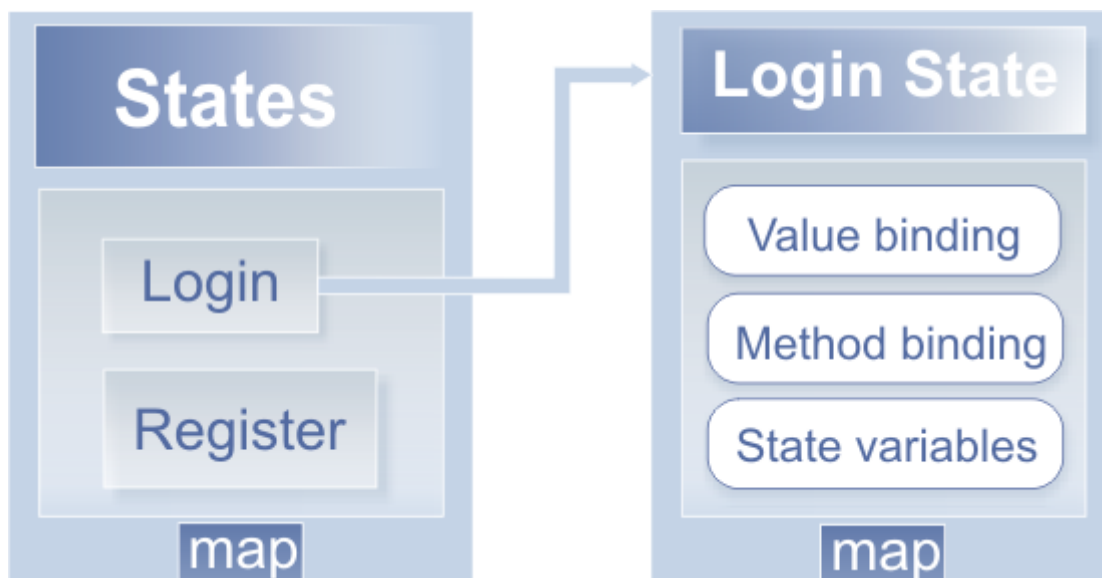 States
Login
Register
map
Login State
Value binding
Method binding
State variables
map